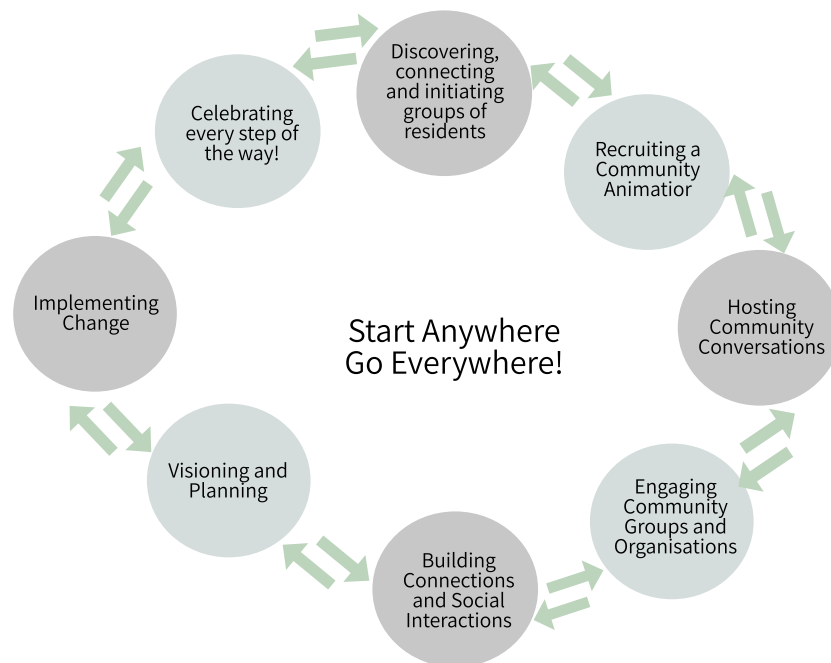 Discovering,
connecting
and initiating
groups of
residents
Celebrating
every step of
the way!
Recruiting a
Community
Animatior
Implementing
Change
Hosting
Community
Conversations
Start Anywhere
Go Everywhere!
Visioning and
Planning
Engaging
Community
Groups and
Organisations
Building
Connections
and Social
Interactions